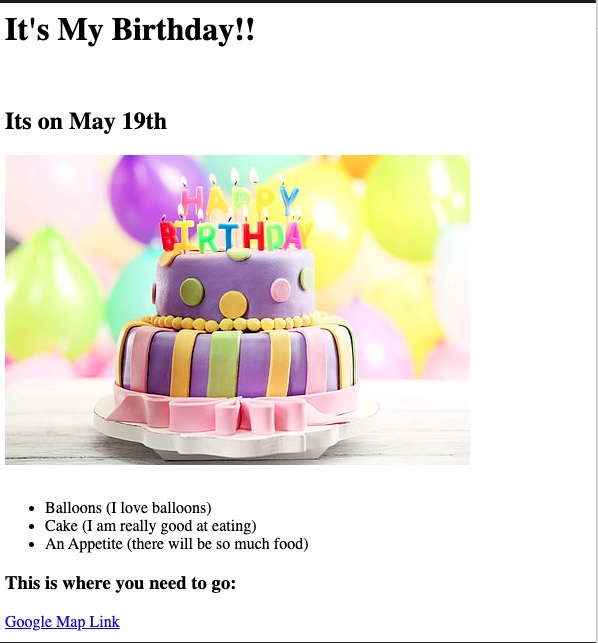 It's My Birthday!!
Its on May 19th
HAPPY
BIRTHDAY
Balloons (I love balloons)
Cake (I am really good at eating)
An Appetite (there will be so much food)
This is where you need to go:
Google Map Link